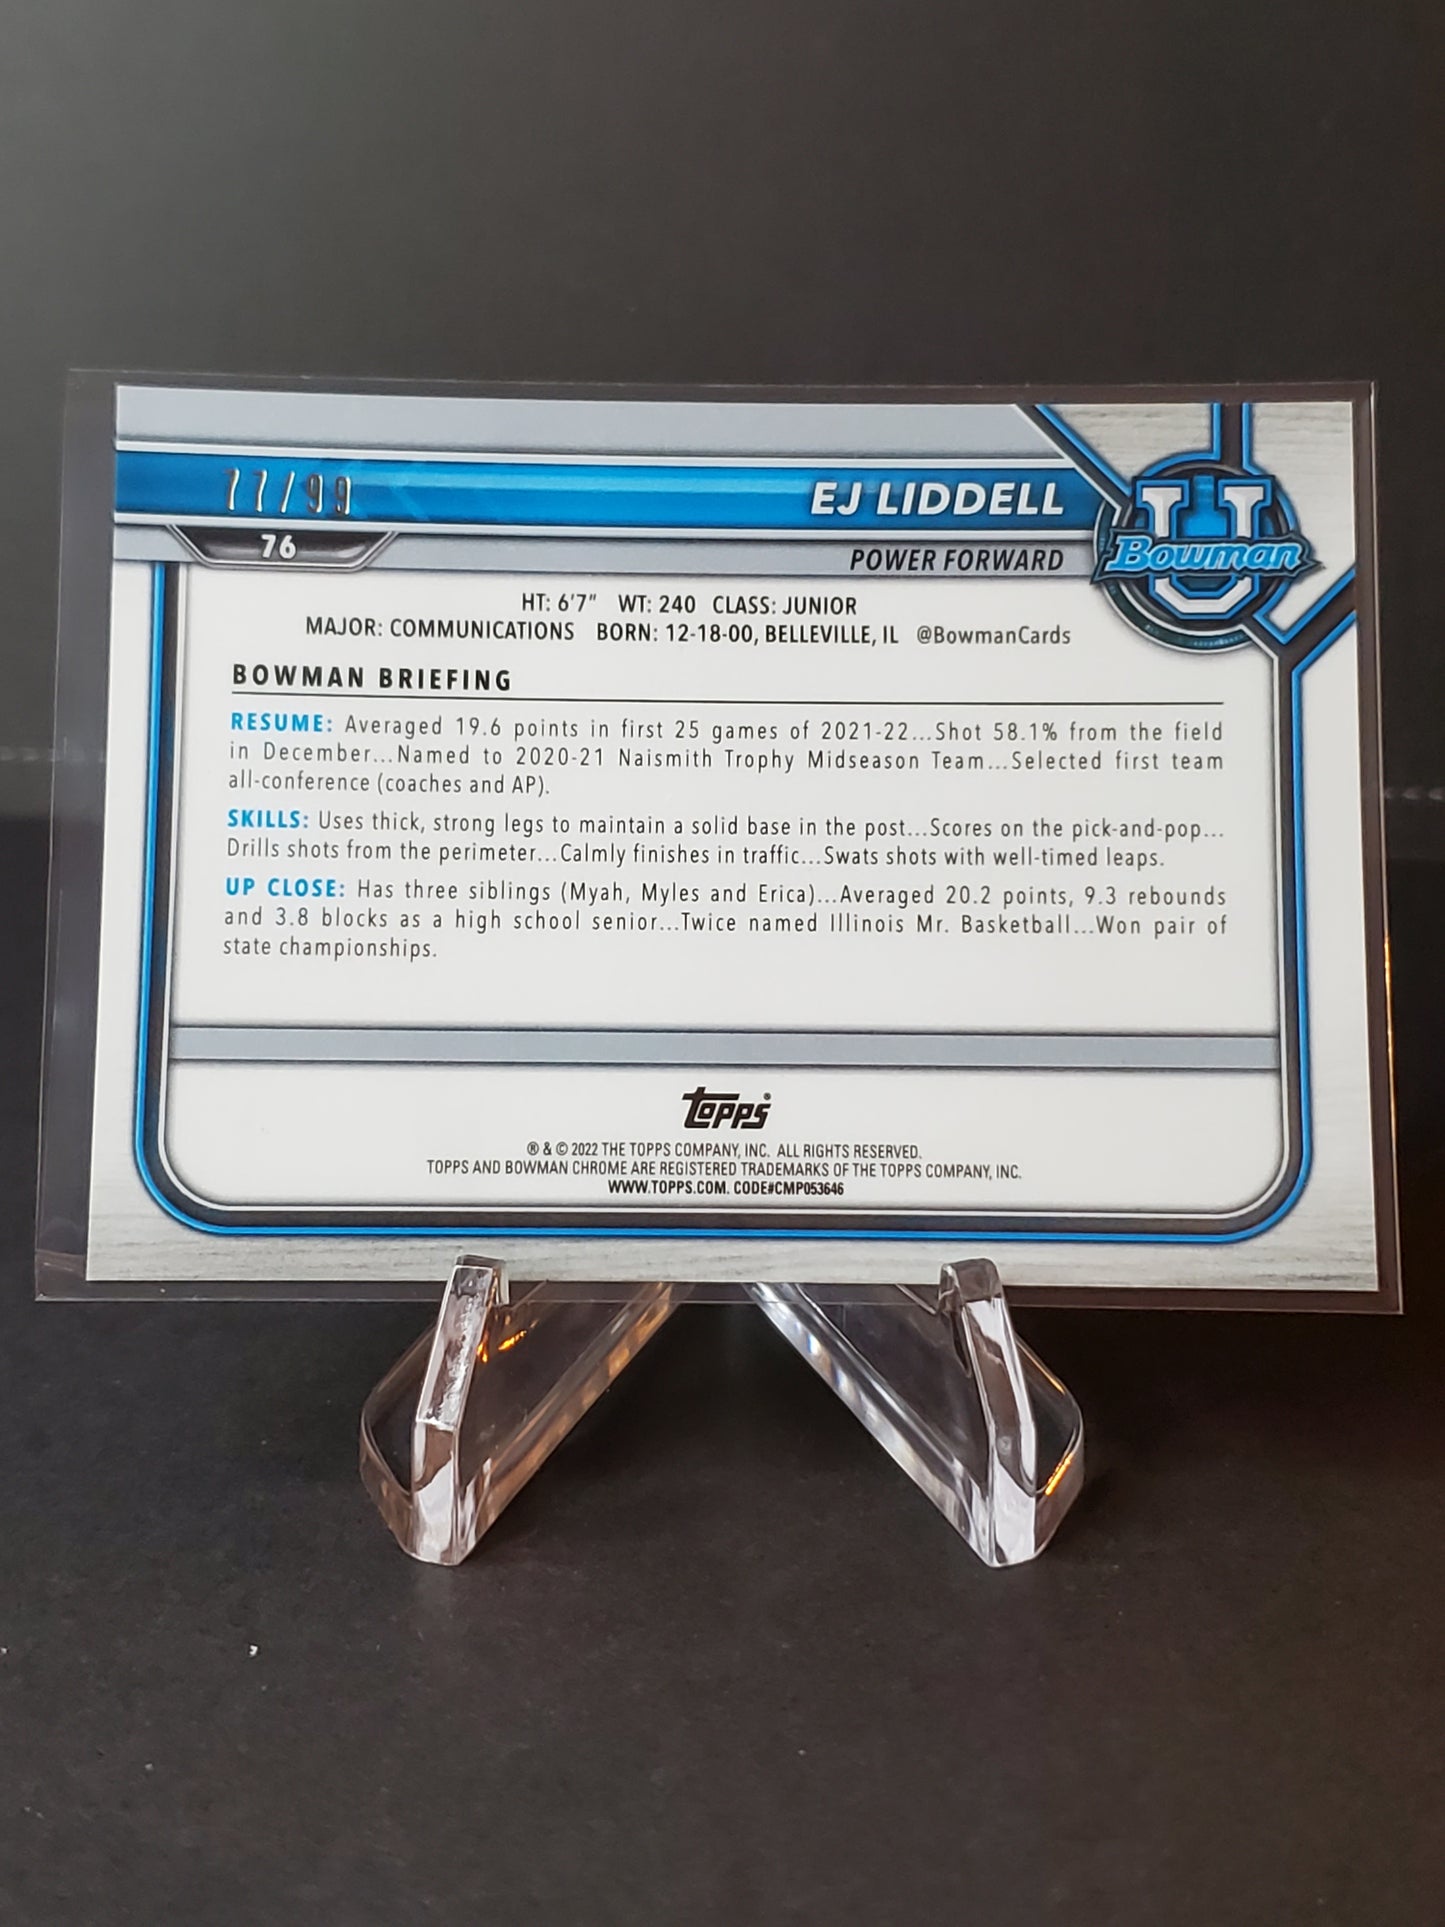 77/99
EJ LIDDELL
U
Bowman
76
POWER FORWARD
HT: 6'7" WT: 240 CLASS: JUNIOR
MAJOR: COMMUNICATIONS BORN: 12-18-00, BELLEVILLE, IL @BowmanCards
BOWMAN BRIEFING
RESUME: Averaged 19.6 points in first 25 games of 2021-22...Shot 58.1% from the field
in December...Named to 2020-21 Naismith Trophy Midseason Team...Selected first team
all-conference (coaches and AP).
SKILLS: Uses thick, strong legs to maintain a solid base in the post...Scores on the pick-and-pop...
Drills shots from the perimeter...Calmly finishes in traffic...Swats shots with well-timed leaps.
UP CLOSE: Has three siblings (Myah, Myles and Erica)...Averaged 20.2 points, 9.3 rebounds
and 3.8 blocks as a high school senior...Twice named Illinois Mr. Basketball...Won pair of
state championships.
topps®
® & © 2022 THE TOPPS COMPANY, INC. ALL RIGHTS RESERVED.
TOPPS AND BOWMAN CHROME ARE REGISTERED TRADEMARKS OF THE TOPPS COMPANY, INC.
WWW.TOPPS.COM. CODE#CMP053646